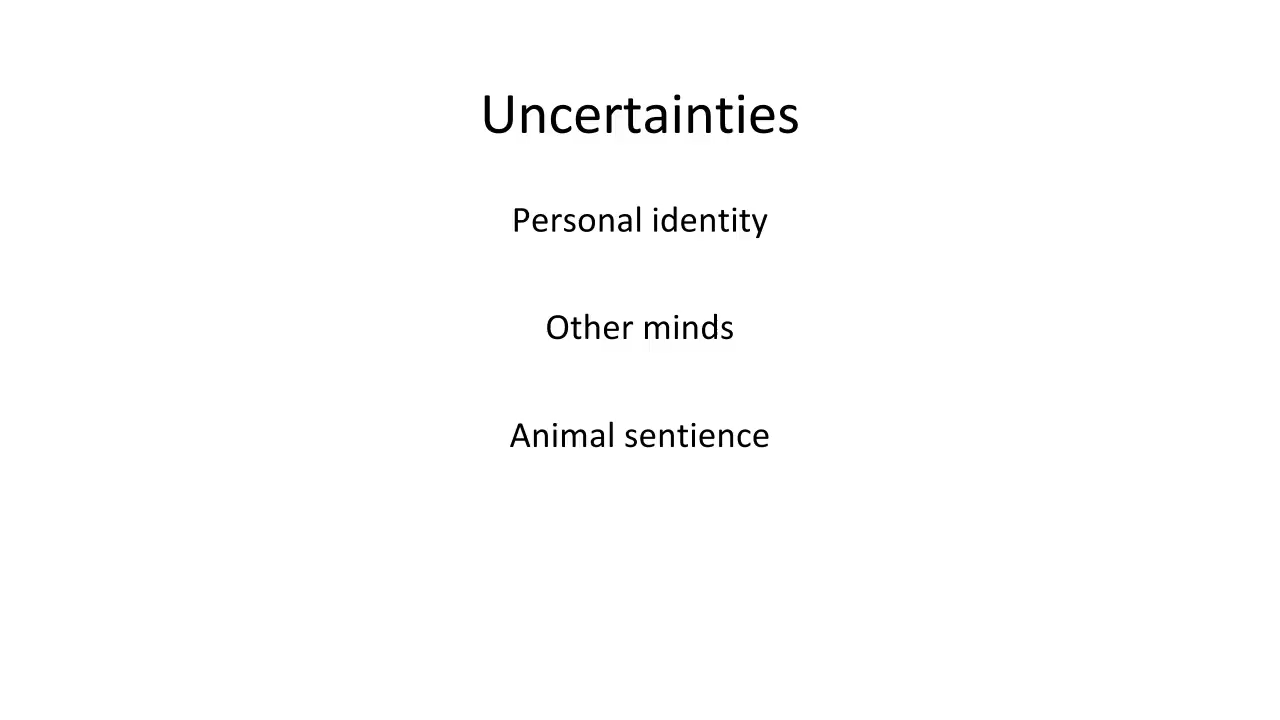 Uncertainties
Personal identity
Other minds
Animal sentience